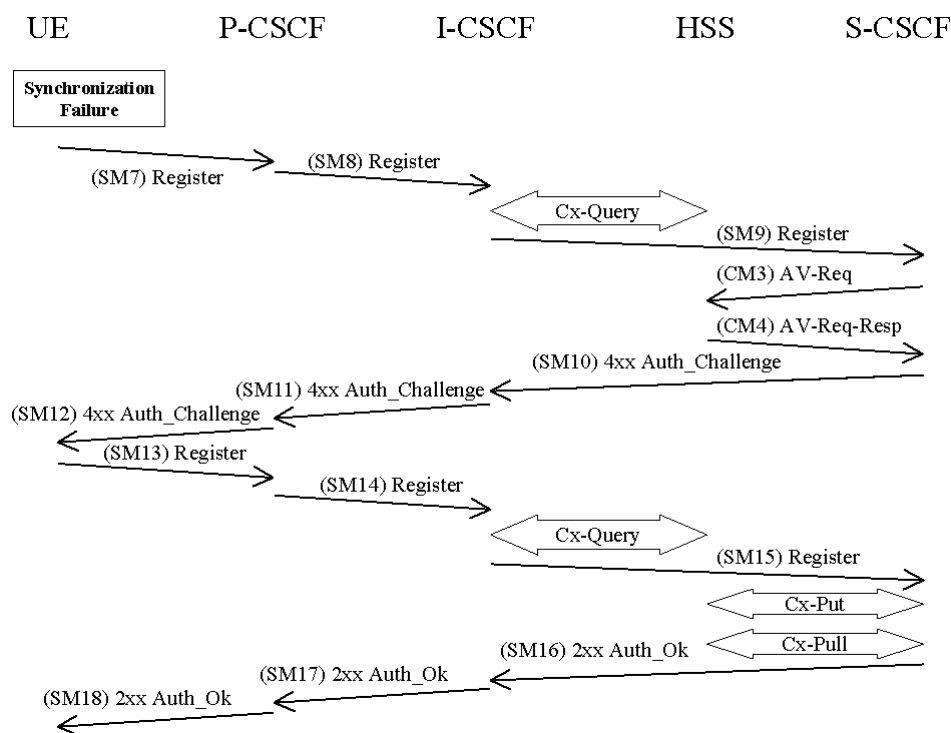 UE P-CSCF I-CSCF HSS S-CSCF
Synchronization
Failure
(SM7) Register
(SM8) Register
Cx-Query
(SM9) Register
(CM3) AV-Req
(CM4) AV-Req-Resp
(SM10) 4xx Auth_Challenge
(SM11) 4xx Auth_Challenge
(SM12) 4xx Auth_Challenge
(SM13) Register
(SM14) Register
Cx-Query
(SM15) Register
Cx-Put
Cx-Pull
(SM16) 2xx Auth_Ok
(SM17) 2xx Auth_Ok
(SM18) 2xx Auth_Ok